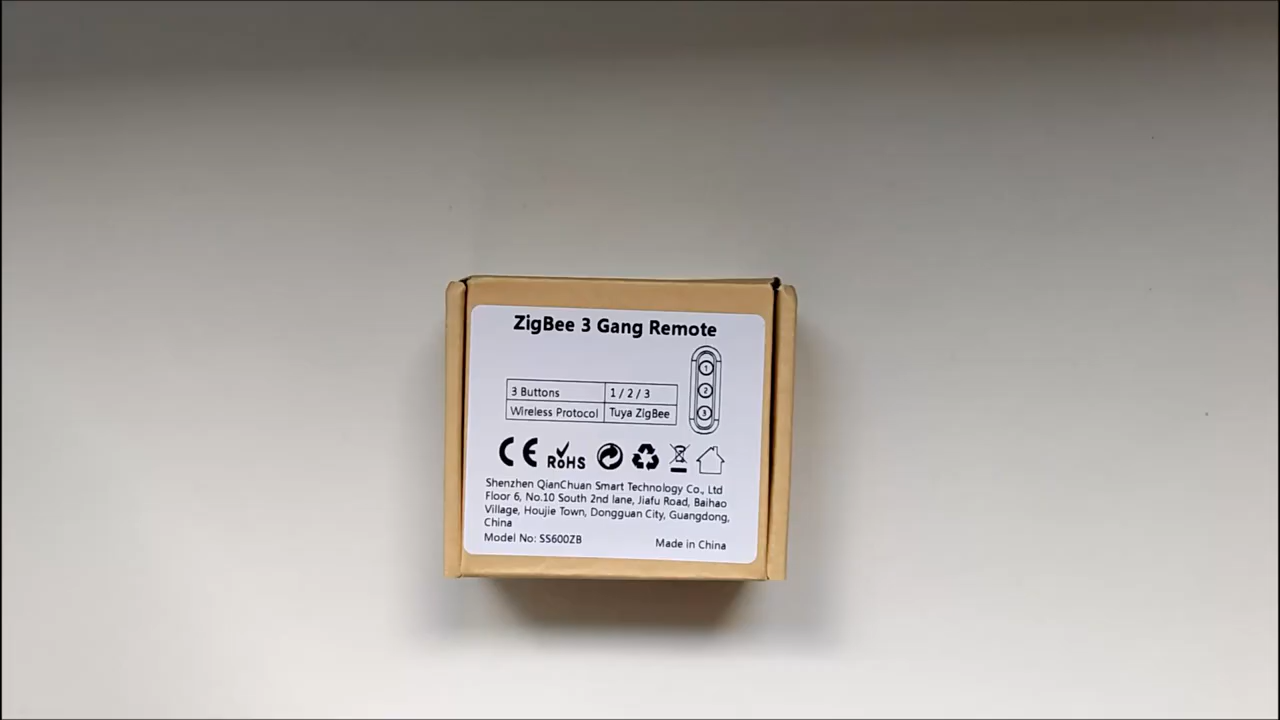 ZigBee 3 Gang Remote
1
2
3
3 Buttons 1 / 2 / 3
Wireless Protocol Tuya ZigBee
CE RoHS
Shenzhen QianChuan Smart Technology Co., Ltd
Floor 6, No.10 South 2nd lane, Jiafu Road, Baihao
Village, Houjie Town, Dongguan City, Guangdong,
China
Model No: SS600ZB Made in China